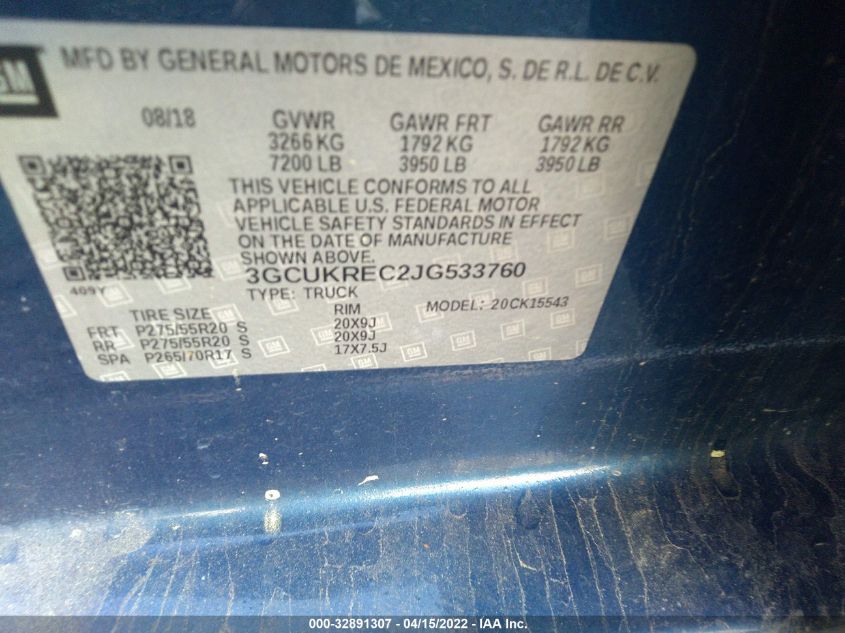 GM
MFD BY GENERAL MOTORS DE MEXICO, S. DE R.L. DE C.V.
08/18 GVWR GAWR FRT GAWR RR
3266 KG 1792 KG 1792 KG
7200 LB 3950 LB 3950 LB
THIS VEHICLE CONFORMS TO ALL
APPLICABLE U.S. FEDERAL MOTOR
VEHICLE SAFETY STANDARDS IN EFFECT
ON THE DATE OF MANUFACTURE
SHOWN ABOVE.
409Y 3GCUKREC2JG533760
TYPE: TRUCK MODEL: 20CK15543
TIRE SIZE RIM
FRT P275/55R20 S 20X9J
RR P275/55R20 S 20X9J
SPA P265/70R17 S 17X7.5J
000-32891307 - 04/15/2022 - IAA Inc.